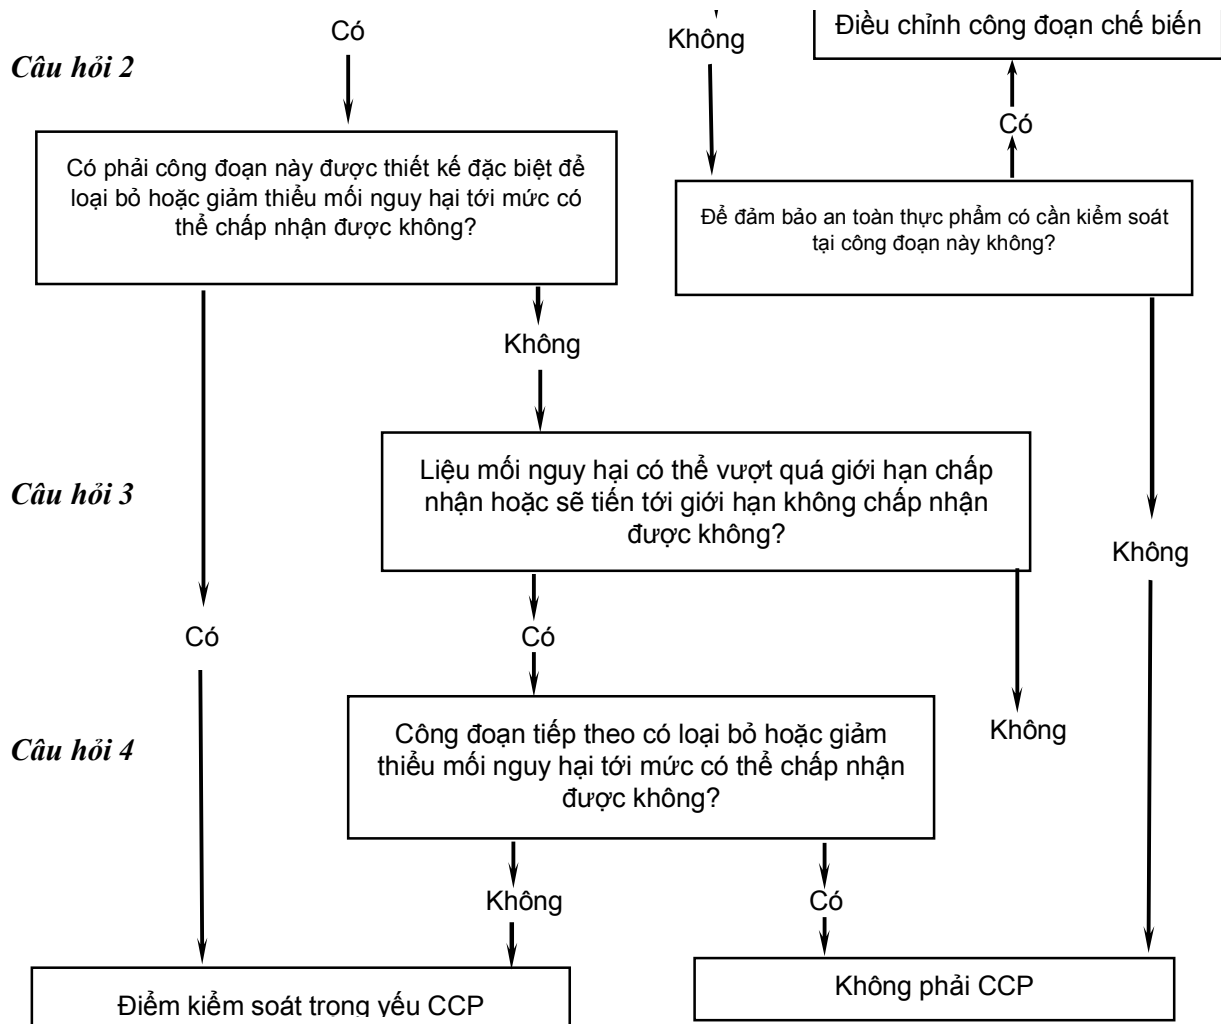 Có
Không
Điều chỉnh công đoạn chế biến
Câu hỏi 2
Có
Có phải công đoạn này được thiết kế đặc biệt để
loại bỏ hoặc giảm thiểu mối nguy hại tới mức có
thể chấp nhận được không?
Để đảm bảo an toàn thực phẩm có cần kiểm soát
tại công đoạn này không?
Không
Câu hỏi 3
Liệu mối nguy hại có thể vượt quá giới hạn chấp
nhận hoặc sẽ tiến tới giới hạn không chấp nhận
được không?
Không
Có
Có
Không
Câu hỏi 4
Công đoạn tiếp theo có loại bỏ hoặc giảm
thiểu mối nguy hại tới mức có thể chấp nhận
được không?
Không
Có
Điểm kiểm soát trọng yếu CCP
Không phải CCP